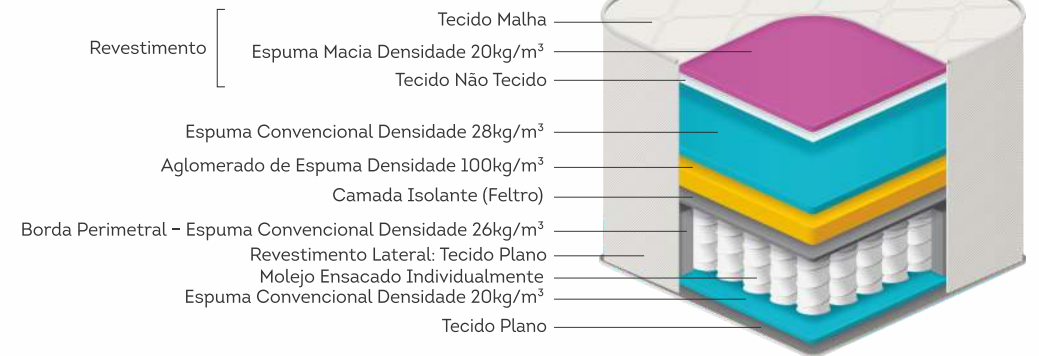 Tecido Malha
Revestimento
Espuma Macia Densidade 20kg/m³
Tecido Não Tecido
Espuma Convencional Densidade 28kg/m³
Aglomerado de Espuma Densidade 100kg/m³
Camada Isolante (Feltro)
Borda Perimetral – Espuma Convencional Densidade 26kg/m³
Revestimento Lateral: Tecido Plano
Molejo Ensacado Individualmente
Espuma Convencional Densidade 20kg/m³
Tecido Plano